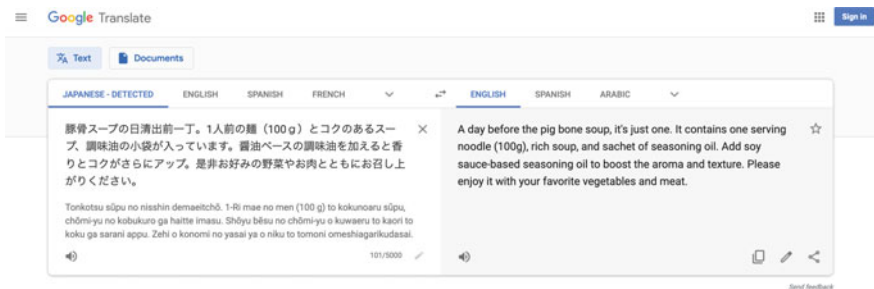 Google Translate
Sign in
Text
Documents
JAPANESE - DETECTED
ENGLISH
SPANISH
FRENCH
ENGLISH
SPANISH
ARABIC
豚骨スープの日清出前一丁。1人前の麺（100ｇ）とコクのあるスー
プ、調味油の小袋が入っています。醤油ベースの調味油を加えると香
りとコクがさらにアップ。是非お好みの野菜やお肉とともにお召し上
がりください。
Tonkotsu sūpu no nisshin demaeitchō. 1-Ri mae no men (100 g) to kokunoaru sūpu,
chōmi-yu no kobukuro ga haitte imasu. Shōyu bēsu no chōmi-yu o kuwaeru to kaori to
koku ga sarani appu. Zehi o konomi no yasai ya o niku to tomoni omeshiagarikudasai.
101/5000
A day before the pig bone soup, it's just one. It contains one serving
noodle (100g), rich soup, and sachet of seasoning oil. Add soy
sauce-based seasoning oil to boost the aroma and texture. Please
enjoy it with your favorite vegetables and meat.
Send feedback